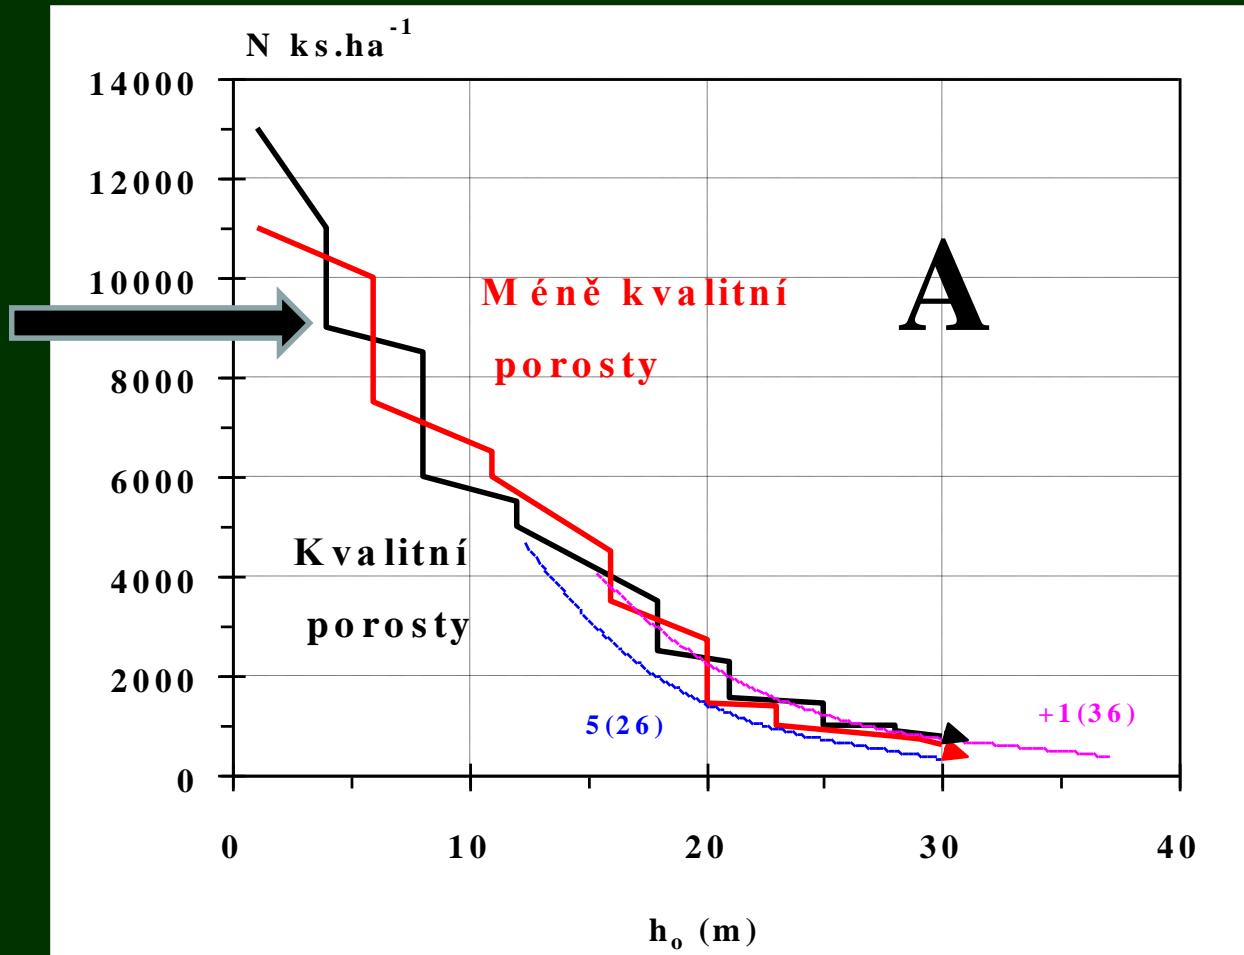 N ks.ha-1
14000
12000
10000
8000
6000
4000
2000
0
A
Méně kvalitní
porosty
Kvalitní
porosty
5(26)
+1(36)
0 10 20 30 40
ho (m)